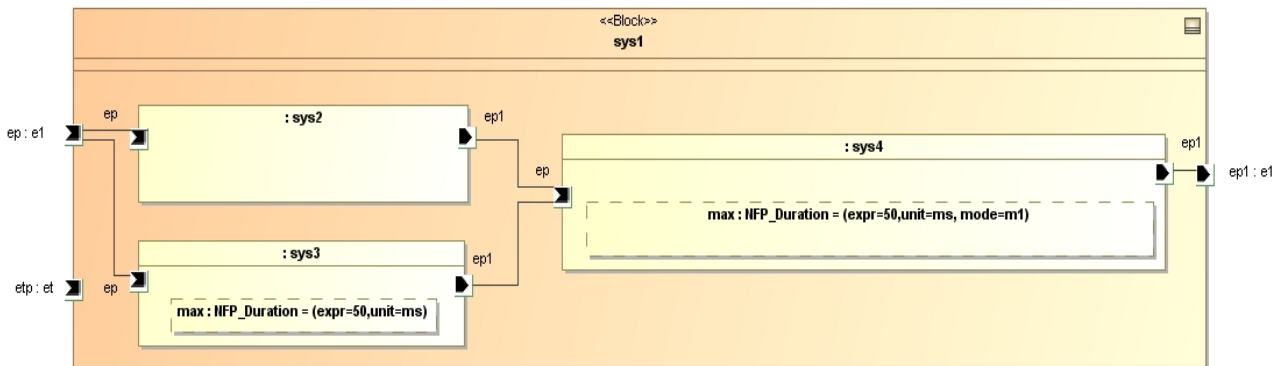 <<Block>>
sys1
ep
: sys2
ep1
ep : e1
ep
: sys4
ep1
ep1 : e1
max : NFP_Duration = (expr=50,unit=ms, mode=m1)
: sys3
ep1
etp : et
ep
max : NFP_Duration = (expr=50,unit=ms)